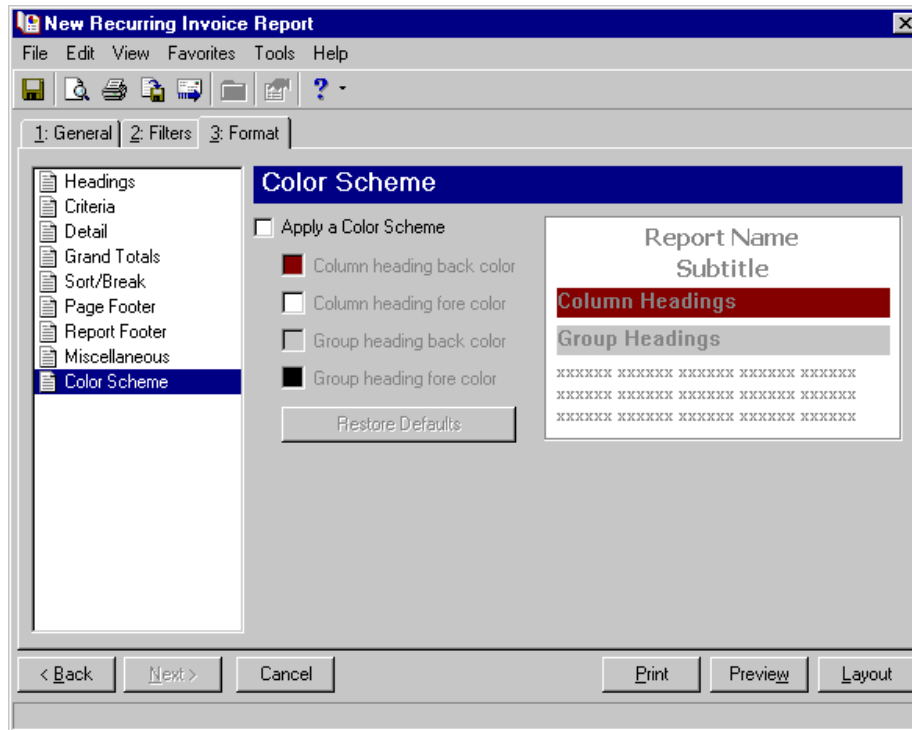 New Recurring Invoice Report
File Edit View Favorites Tools Help
1: General 2: Filters 3: Format
Headings
Criteria
Detail
Grand Totals
Sort/Break
Page Footer
Report Footer
Miscellaneous
Color Scheme
Color Scheme
Apply a Color Scheme
Column heading back color
Column heading fore color
Group heading back color
Group heading fore color
Restore Defaults
Report Name
Subtitle
Column Headings
Group Headings
xxxxxx xxxxxx xxxxxx xxxxxx xxxxxx
xxxxxx xxxxxx xxxxxx xxxxxx xxxxxx
xxxxxx xxxxxx xxxxxx xxxxxx xxxxxx
< Back Next > Cancel Print Preview Layout